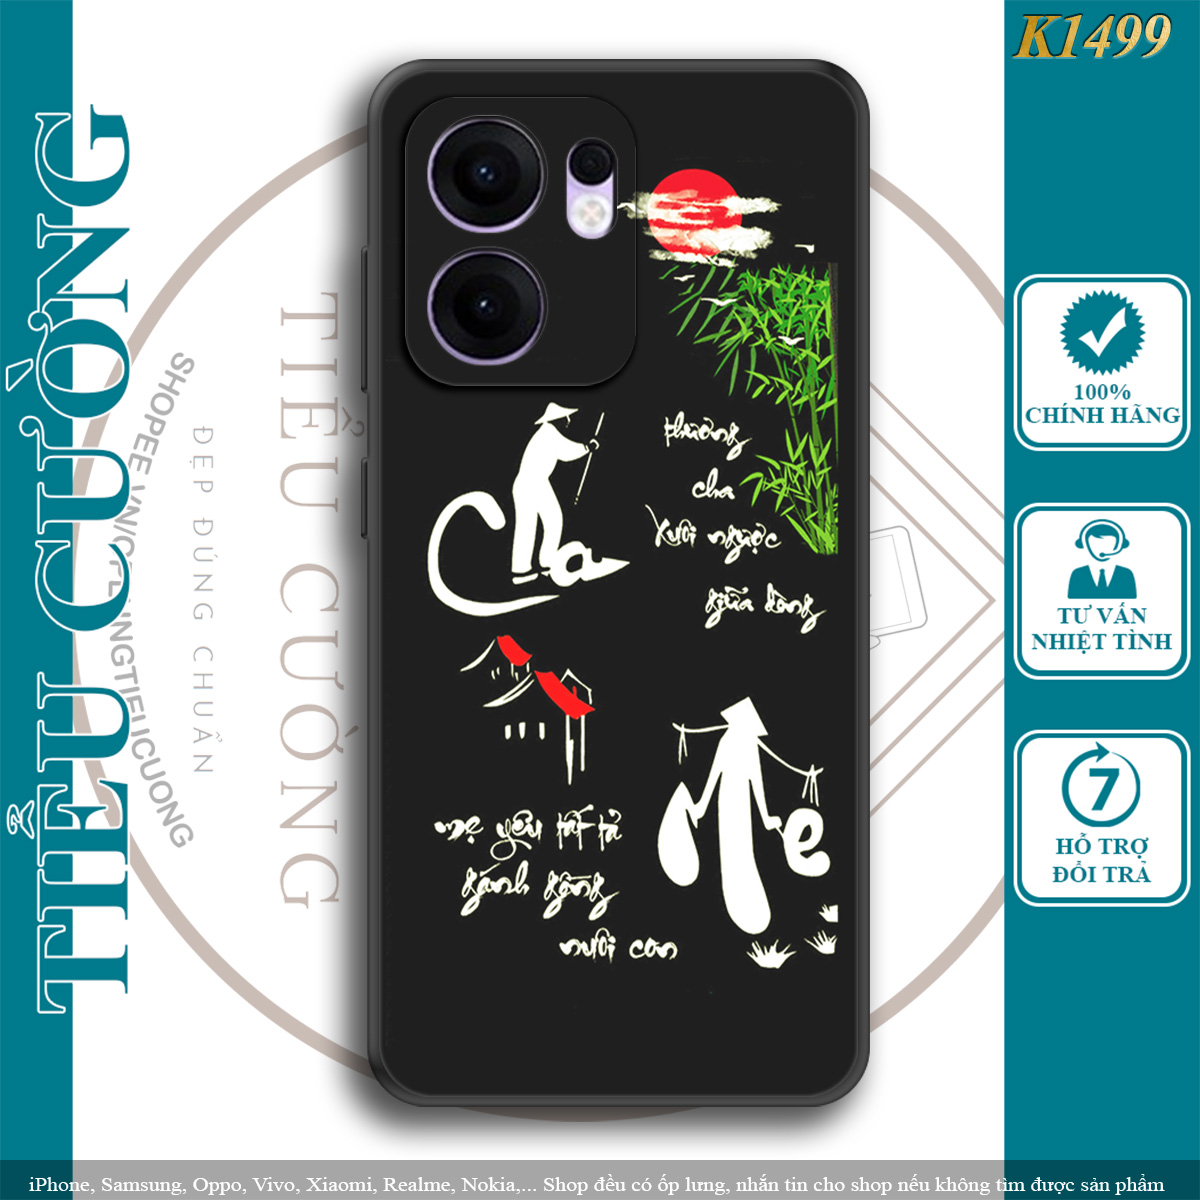 K1499
TIỂU CƯỜNG
SHOPEE.VN/OPLUNGTIEUCUONG
ĐẸP ĐÚNG CHUẨN
TIỂU CƯỜNG
Cha
thương
cha
Xuôi ngược
giữa dòng
Mẹ
mẹ yêu tất tả
gánh gồng
nuôi con
100%
CHÍNH HÃNG
TƯ VẤN
NHIỆT TÌNH
7
HỖ TRỢ
ĐỔI TRẢ
iPhone, Samsung, Oppo, Vivo, Xiaomi, Realme, Nokia,... Shop đều có ốp lưng, nhắn tin cho shop nếu không tìm được sản phẩm